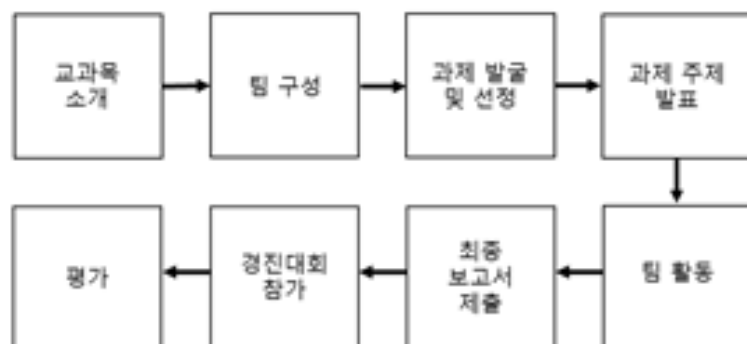 교과목
소개
팀 구성
과제 발굴
및 선정
과제 주제
발표
팀 활동
최종
보고서
제출
경진대회
참가
평가